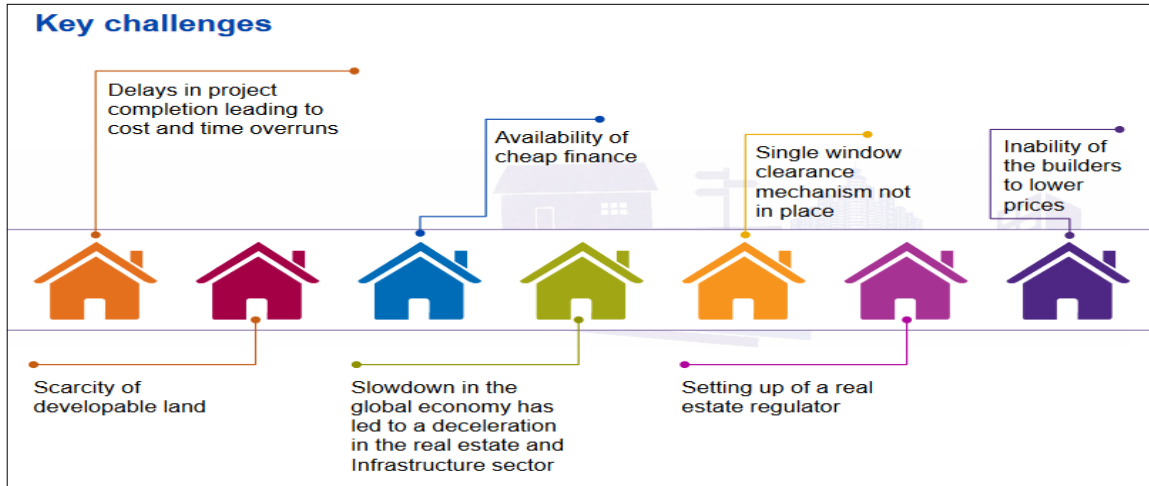 Key challenges
Delays in project
completion leading to
cost and time overruns
Availability of
cheap finance
Single window
clearance
mechanism not
in place
Inability of
the builders
to lower
prices
Scarcity of
developable land
Slowdown in the
global economy has
led to a deceleration
in the real estate and
Infrastructure sector
Setting up of a real
estate regulator